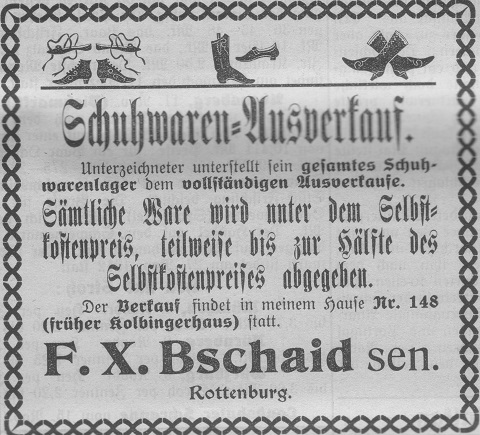 Schuhwaren=Ausverkauf.
Unterzeichneter unterstellt sein gesamtes Schuh-
warenlager dem vollständigen Ausverkaufe.
Sämtliche Ware wird unter dem Selbst-
kostenpreis, teilweise bis zur Hälfte des
Selbstkostenpreises abgegeben.
Der Verkauf findet in meinem Hause Nr. 148
(früher Kolbingerhaus) statt.
F. X. Bschaid sen.
Rottenburg.